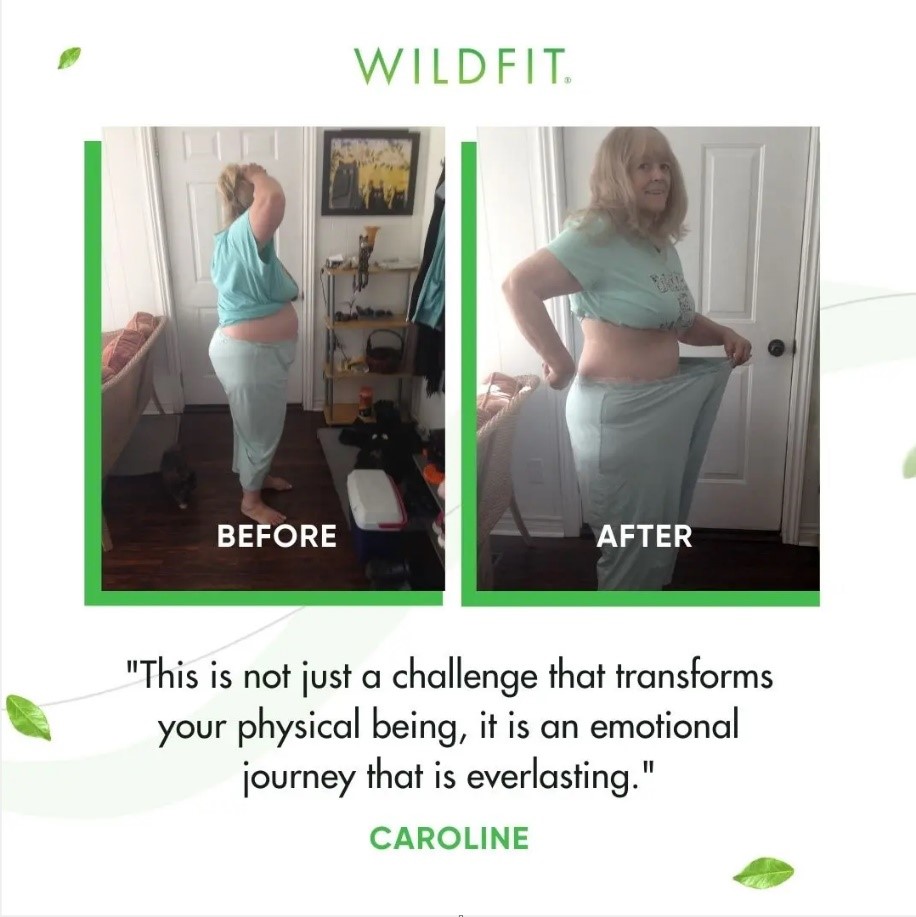 WILDFIT®
BEFORE
AFTER
"This is not just a challenge that transforms
your physical being, it is an emotional
journey that is everlasting."
CAROLINE